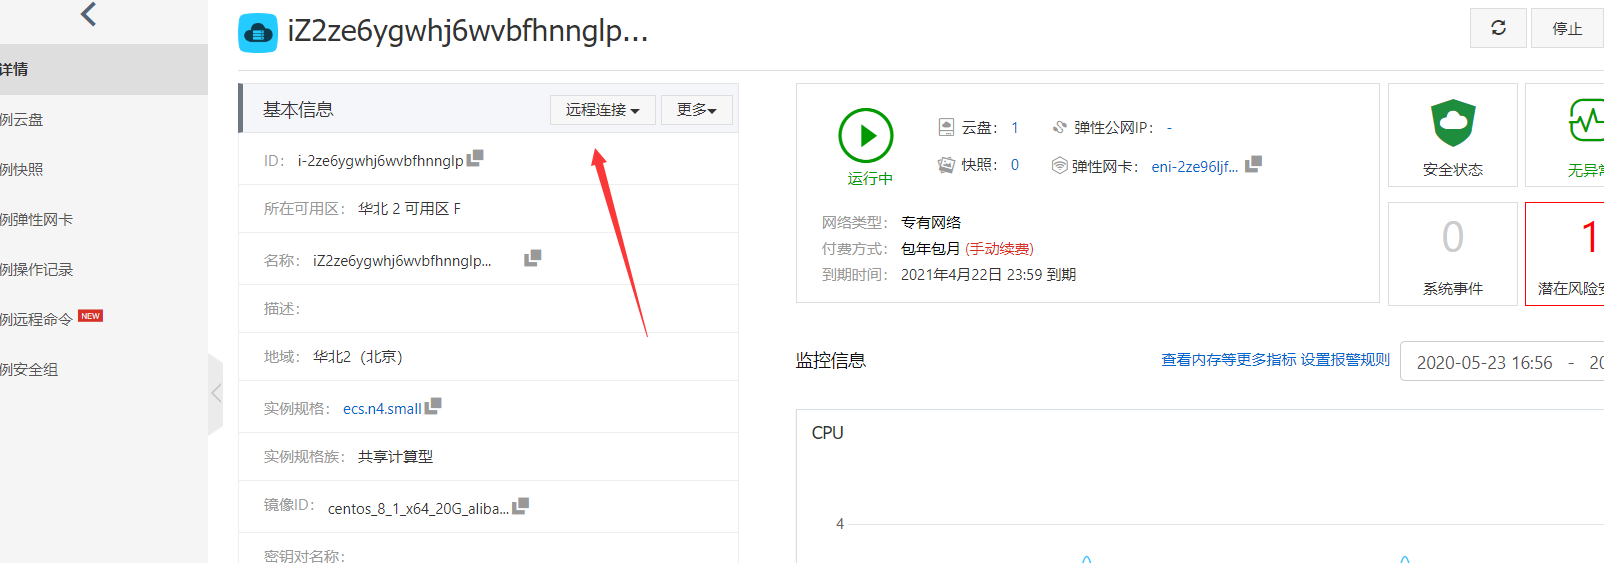 iZ2ze6ygwhj6wvbfhnnglp...
停止
详情
例云盘
例快照
例弹性网卡
例操作记录
例远程命令 NEW
例安全组
基本信息
远程连接
更多
ID： i-2ze6ygwhj6wvbfhnnglp
所在可用区： 华北 2 可用区 F
名称： iZ2ze6ygwhj6wvbfhnnglp...
描述：
地域： 华北2（北京）
实例规格： ecs.n4.small
实例规格族： 共享计算型
镜像ID： centos_8_1_x64_20G_aliba...
密钥对名称：
运行中
云盘： 1
弹性公网IP： -
快照： 0
弹性网卡： eni-2ze96ljf...
网络类型： 专有网络
付费方式： 包年包月 (手动续费)
到期时间： 2021年4月22日 23:59 到期
安全状态
无异常
0
系统事件
1
潜在风险安
监控信息
查看内存等更多指标 设置报警规则
2020-05-23 16:56 - 20
CPU
4